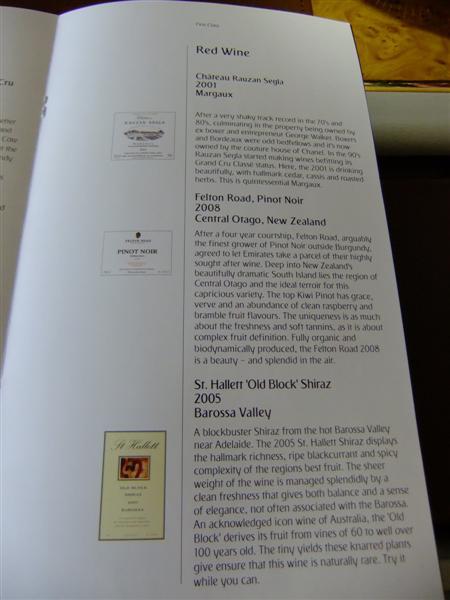 First Class
Red Wine
Château Rauzan Segla
2001
Margaux
After a very shaky track record in the 70's and
80's, culminating in the property being owned by
ex boxer and entrepreneur George Walker. Boxers
and Bordeaux were odd bedfellows and it's now
owned by the couture house of Chanel. In the 90's
Rauzan Segla started making wines befitting its
Grand Cru Classé status. Here, the 2001 is drinking
beautifully, with hallmark cedar, cassis and roasted
herbs. This is quintessential Margaux.
RAUZAN SEGLA
Felton Road, Pinot Noir
2008
Central Otago, New Zealand
After a four year courtship, Felton Road, arguably
the finest grower of Pinot Noir outside Burgundy,
agreed to let Emirates take a parcel of their highly
sought after wine. Deep into New Zealand's
beautifully dramatic South Island lies the region of
Central Otago and the ideal terroir for this
capricious variety. The top Kiwi Pinot has grace,
verve and an abundance of clean raspberry and
bramble fruit flavours. The uniqueness is as much
about the freshness and soft tannins, as it is about
complex fruit definition. Fully organic and
biodynamically produced, the Felton Road 2008
is a beauty – and splendid in the air.
FELTON ROAD
PINOT NOIR
St. Hallett 'Old Block' Shiraz
2005
Barossa Valley
A blockbuster Shiraz from the hot Barossa Valley
near Adelaide. The 2005 St. Hallett Shiraz displays
the hallmark richness, ripe blackcurrant and spicy
complexity of the regions best fruit. The sheer
weight of the wine is managed splendidly by a
clean freshness that gives both balance and a sense
of elegance, not often associated with the Barossa.
An acknowledged icon wine of Australia, the 'Old
Block' derives its fruit from vines of 60 to well over
100 years old. The tiny yields these knarred plants
give ensure that this wine is naturally rare. Try it
while you can.
St Hallett
OLD BLOCK
SHIRAZ
BAROSSA
Cru